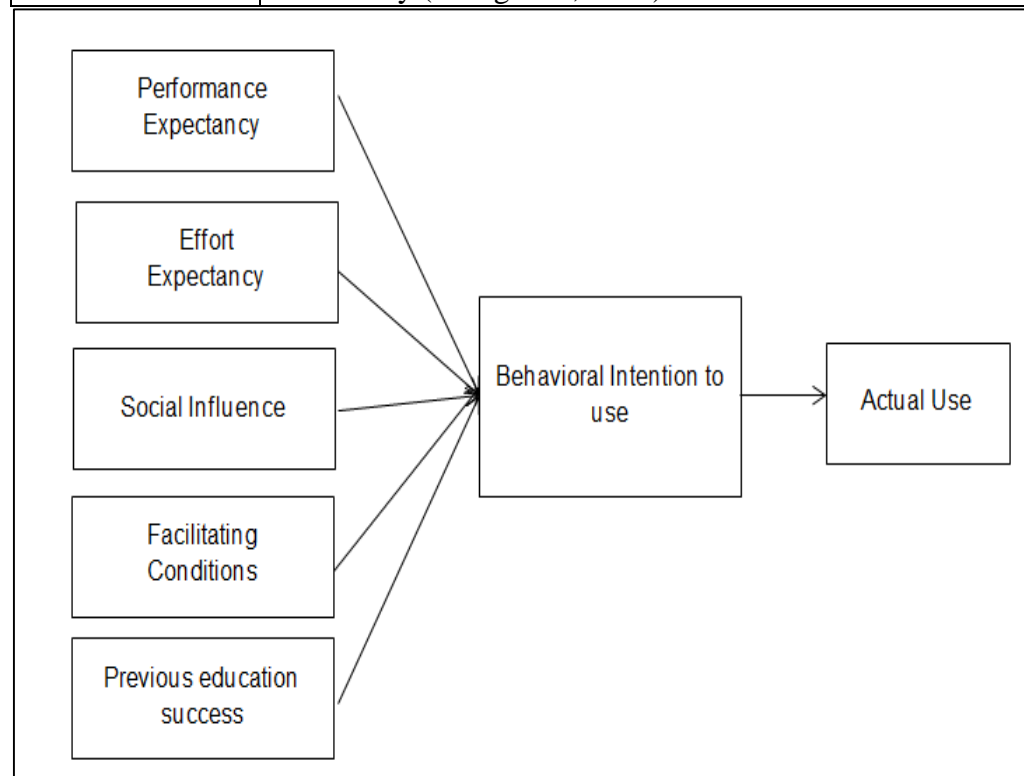 Performance
Expectancy
Effort
Expectancy
Social Influence
Facilitating
Conditions
Previous education
success
Behavioral Intention to
use
Actual Use